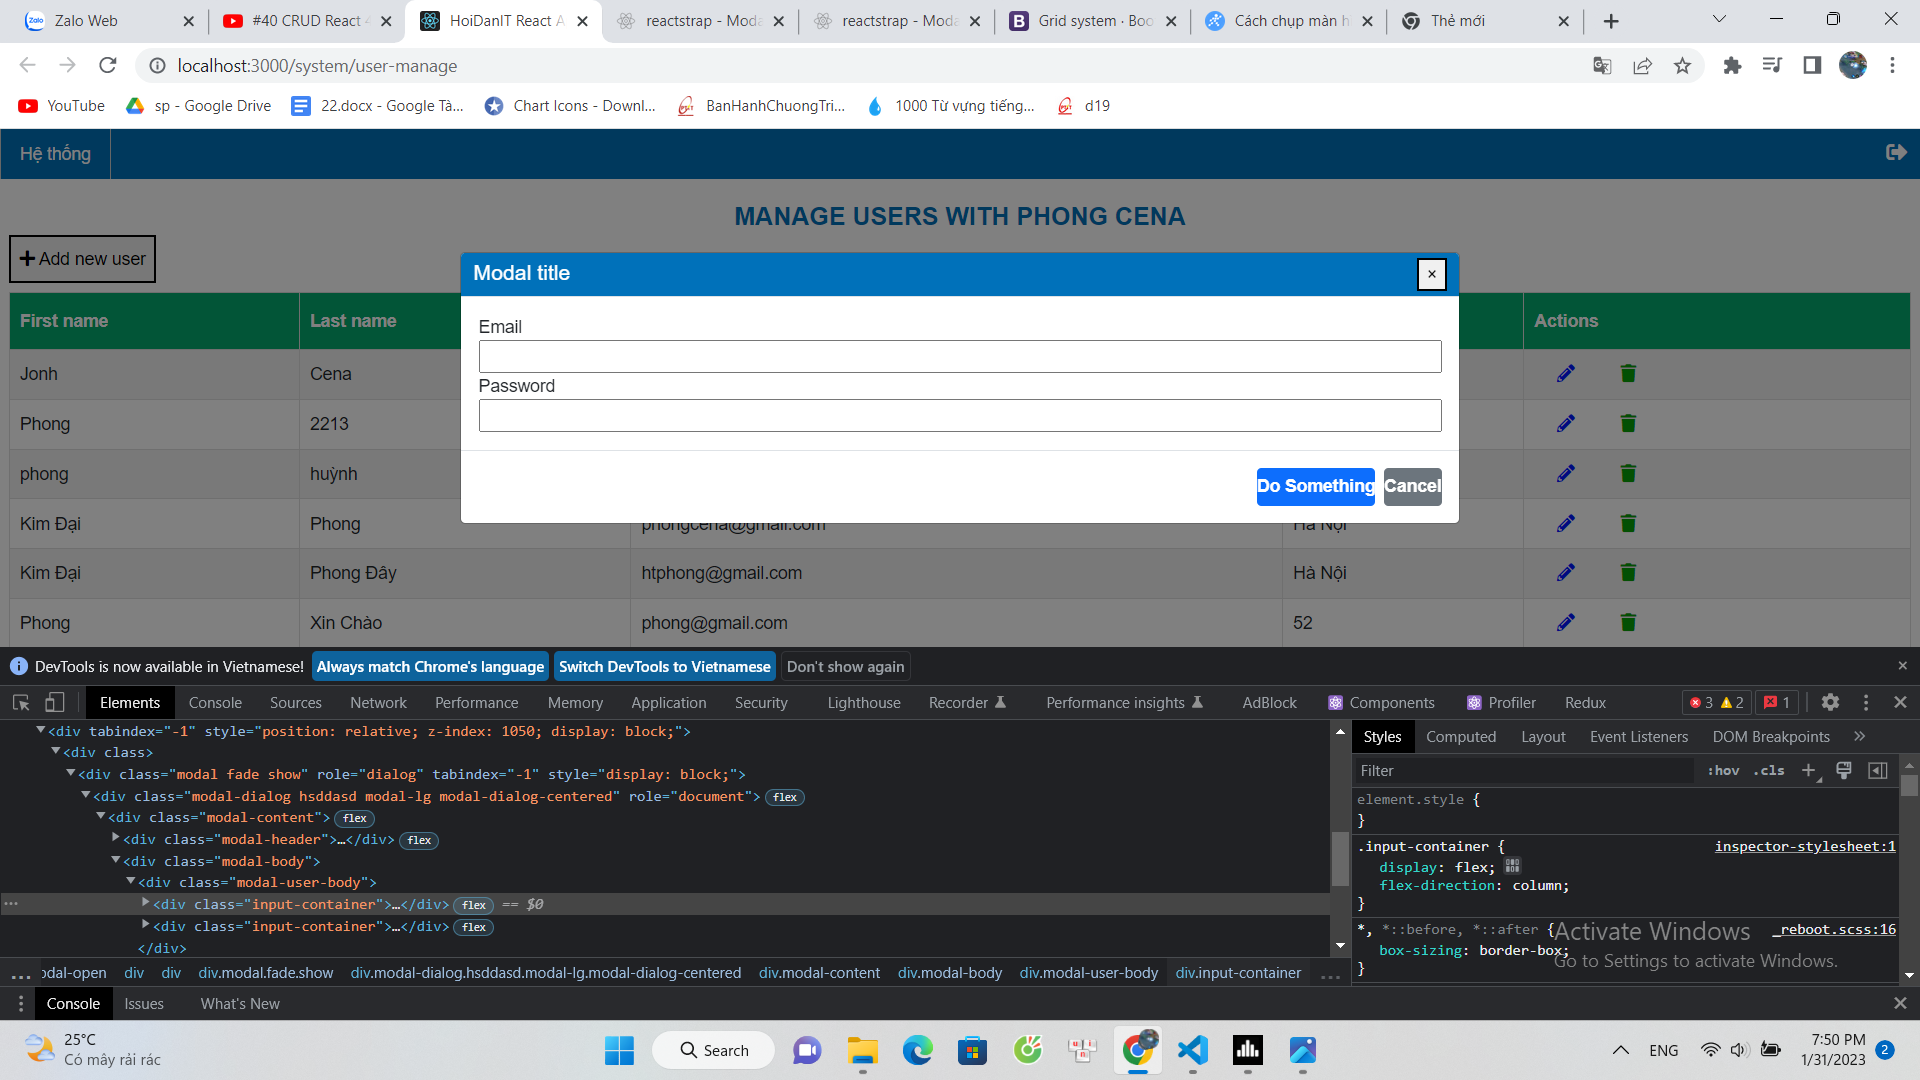 Zalo Web
#40 CRUD React
HoiDanIT React A
reactstrap - Moda
reactstrap - Moda
Grid system · Boo
Cách chụp màn h
Thẻ mới
localhost:3000/system/user-manage
YouTube
sp - Google Drive
22.docx - Google Tà...
Chart Icons - Downl...
BanHanhChuongTri...
1000 Từ vựng tiếng...
d19
Hệ thống
MANAGE USERS WITH PHONG CENA
Add new user
Modal title
×
Email
Password
Do Something
Cancel
First name Last name Actions
Jonh Cena
Phong 2213
phong huỳnh
Kim Đại Phong phongcena@gmail.com Hà Nội
Kim Đại Phong Đây htphong@gmail.com Hà Nội
Phong Xin Chào phong@gmail.com 52
DevTools is now available in Vietnamese! Always match Chrome's language Switch DevTools to Vietnamese Don't show again
Elements Console Sources Network Performance Memory Application Security Lighthouse Recorder Performance insights AdBlock Components Profiler Redux 3 2 1
<div tabindex="-1" style="position: relative; z-index: 1050; display: block;">
<div class>
<div class="modal fade show" role="dialog" tabindex="-1" style="display: block;">
<div class="modal-dialog hsddasd modal-lg modal-dialog-centered" role="document"> flex
<div class="modal-content"> flex
<div class="modal-header">…</div> flex
<div class="modal-body">
<div class="modal-user-body">
<div class="input-container">…</div> flex == $0
<div class="input-container">…</div> flex
</div>
... odal-open div div div.modal.fade.show div.modal-dialog.hsddasd.modal-lg.modal-dialog-centered div.modal-content div.modal-body div.modal-user-body div.input-container ...
Styles Computed Layout Event Listeners DOM Breakpoints
Filter :hov .cls
element.style {
}
.input-container { inspector-stylesheet:1
display: flex;
flex-direction: column;
}
*, *::before, *::after { _reboot.scss:16
box-sizing: border-box;
}
Activate Windows
Go to Settings to activate Windows.
Console Issues What's New
25°C
Có mây rải rác
Search
ENG
7:50 PM
1/31/2023
2